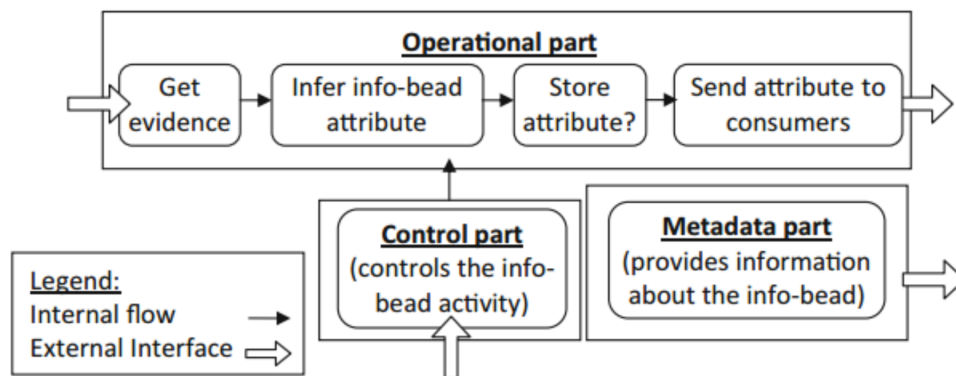 Operational part
Get
evidence
Infer info-bead
attribute
Store
attribute?
Send attribute to
consumers
Control part
(controls the info-
bead activity)
Metadata part
(provides information
about the info-bead)
Legend:
Internal flow
External Interface